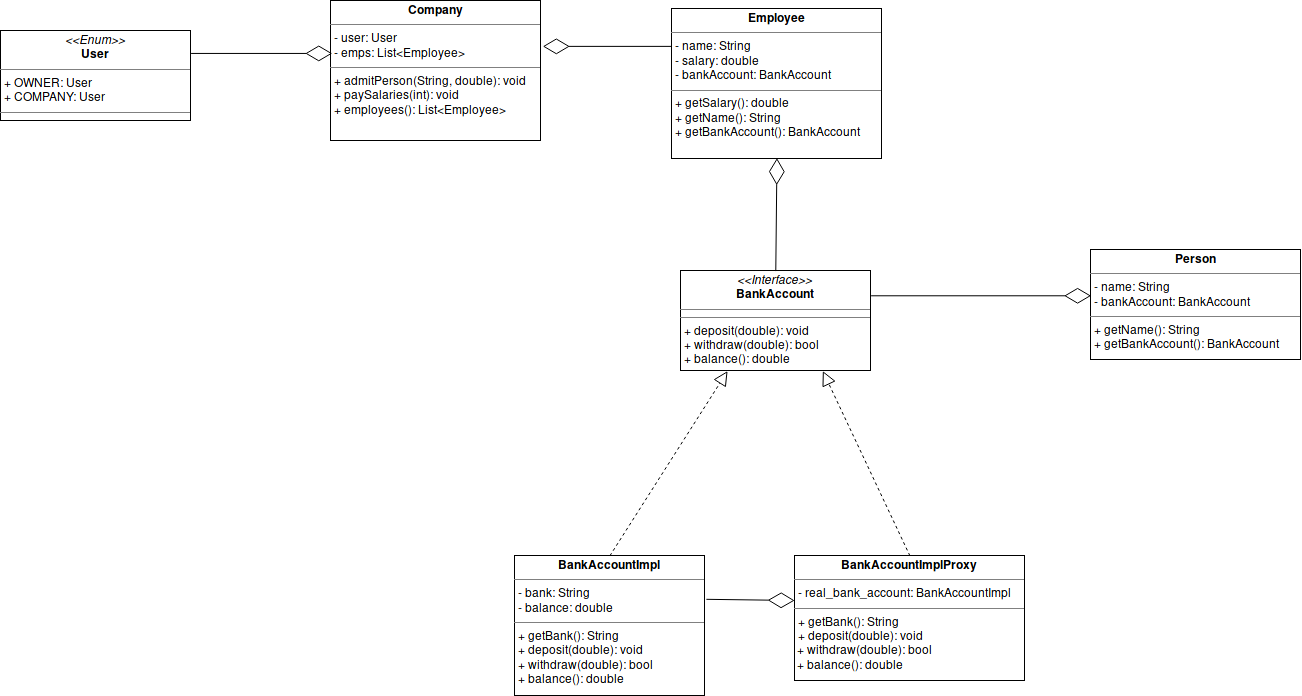 <<Enum>>
User
+ OWNER: User
+ COMPANY: User
Company
- user: User
- emps: List<Employee>
+ admitPerson(String, double): void
+ paySalaries(int): void
+ employees(): List<Employee>
Employee
- name: String
- salary: double
- bankAccount: BankAccount
+ getSalary(): double
+ getName(): String
+ getBankAccount(): BankAccount
<<Interface>>
BankAccount
+ deposit(double): void
+ withdraw(double): bool
+ balance(): double
Person
- name: String
- bankAccount: BankAccount
+ getName(): String
+ getBankAccount(): BankAccount
BankAccountImpl
- bank: String
- balance: double
+ getBank(): String
+ deposit(double): void
+ withdraw(double): bool
+ balance(): double
BankAccountImplProxy
- real_bank_account: BankAccountImpl
+ getBank(): String
+ deposit(double): void
+ withdraw(double): bool
+ balance(): double